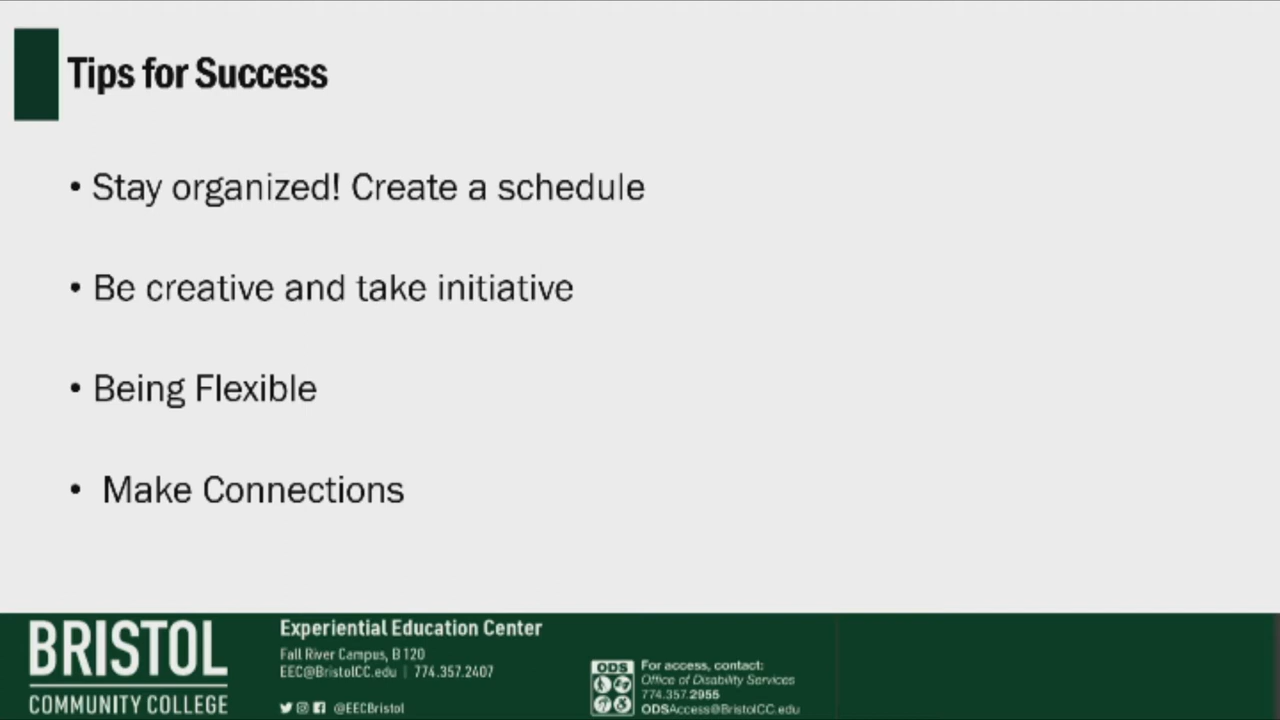 Tips for Success
• Stay organized! Create a schedule
• Be creative and take initiative
• Being Flexible
• Make Connections
BRISTOL
COMMUNITY COLLEGE
Experiential Education Center
Fall River Campus, B120
EEC@BristolCC.edu | 774.357.2407
@EECBristol
ODS
For access, contact:
Office of Disability Services
774.357.2955
ODSAccess@BristolCC.edu